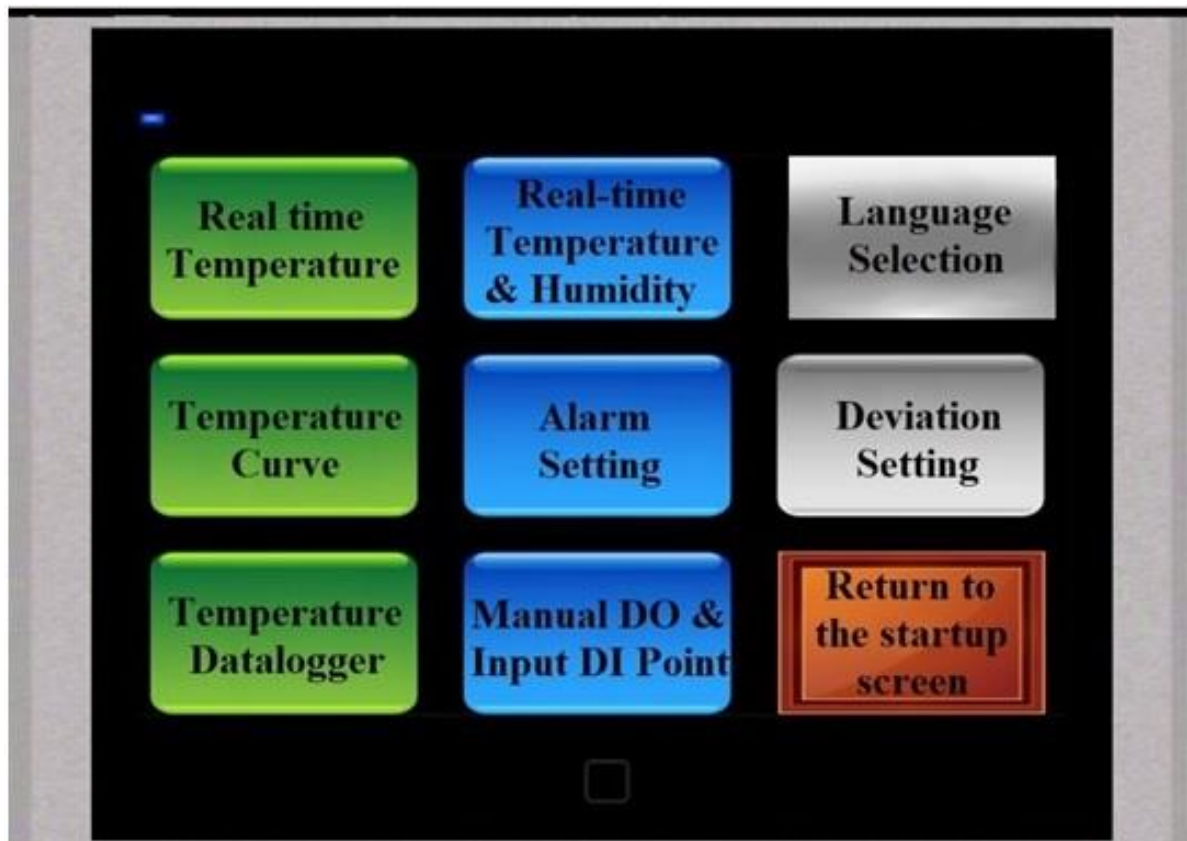 Real time
Temperature
Real-time
Temperature
& Humidity
Language
Selection
Temperature
Curve
Alarm
Setting
Deviation
Setting
Temperature
Datalogger
Manual DO &
Input DI Point
Return to
the startup
screen